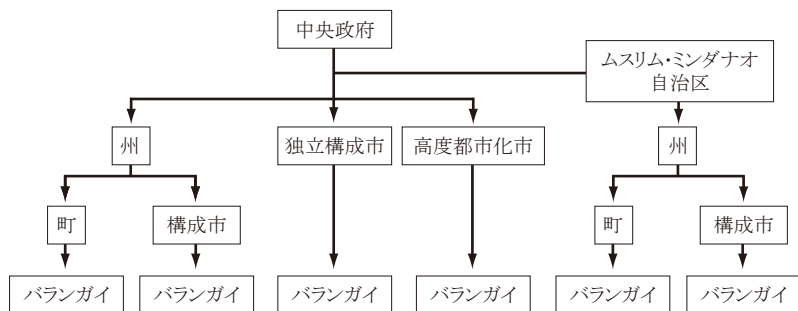 中央政府
ムスリム・ミンダナオ
自治区
州
独立構成市
高度都市化市
州
町
構成市
町
構成市
バランガイ
バランガイ
バランガイ
バランガイ
バランガイ
バランガイ